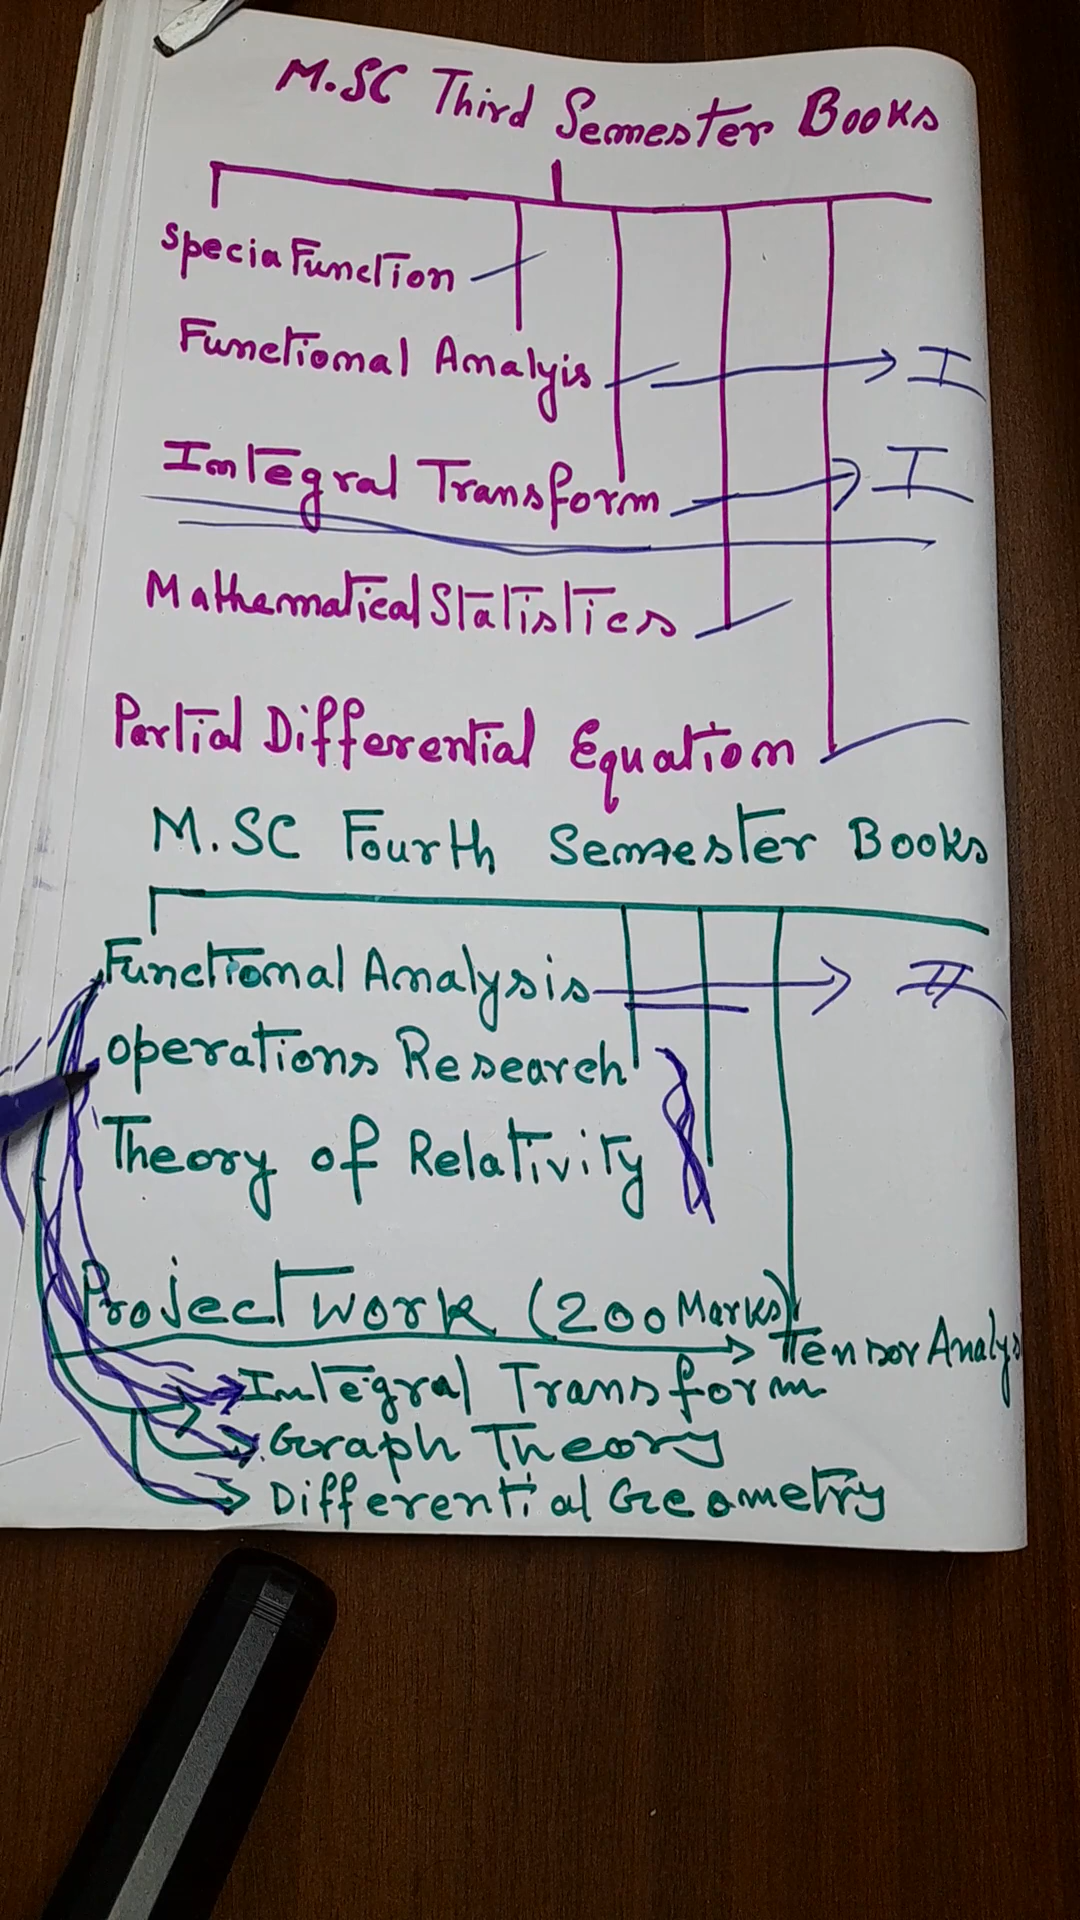 M.SC Third Semester Books
Specia Function
Functional Analyis → I
Integral Transform → I
Mathematical Statistics
Partial Differential Equation
M.SC Fourth Semester Books
Functional Analysis → II
operations Research
Theory of Relativity
Project work (200 Marks)
→ Tensor Analys
→ Integral Transform
→ Graph Theory
→ Differential Geometry